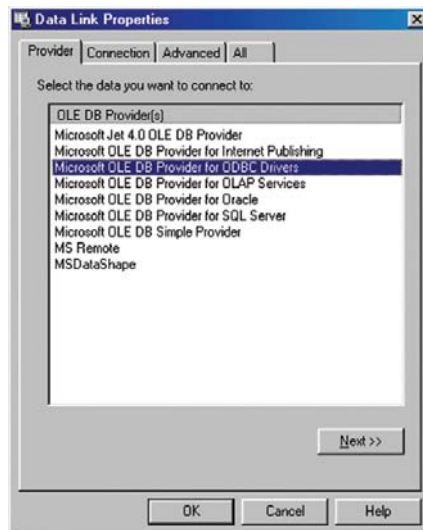 Data Link Properties
Provider Connection Advanced All
Select the data you want to connect to:
OLE DB Provider(s)
Microsoft Jet 4.0 OLE DB Provider
Microsoft OLE DB Provider for Internet Publishing
Microsoft OLE DB Provider for ODBC Drivers
Microsoft OLE DB Provider for OLAP Services
Microsoft OLE DB Provider for Oracle
Microsoft OLE DB Provider for SQL Server
Microsoft OLE DB Simple Provider
MS Remote
MSDataShape
Next >>
OK Cancel Help